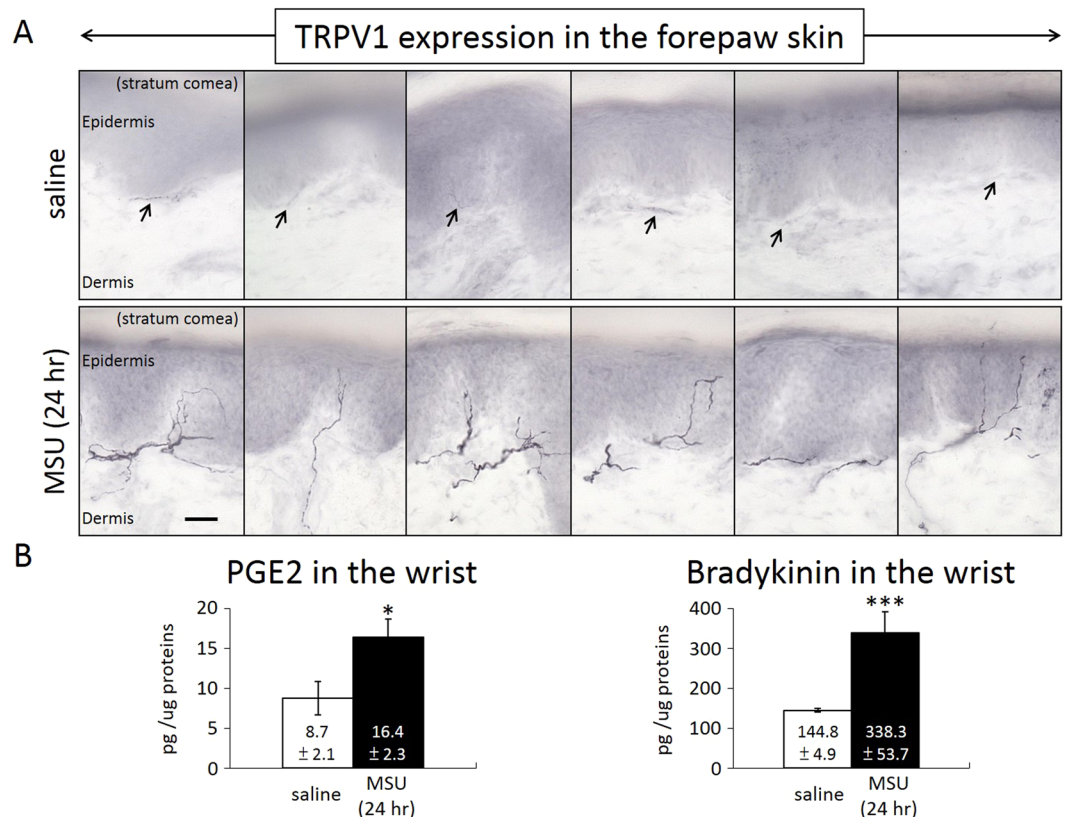 A
TRPV1 expression in the forepaw skin
saline
(stratum comea)
Epidermis
Dermis
MSU (24 hr)
(stratum comea)
Epidermis
Dermis
B
PGE2 in the wrist
pg /ug proteins
20
15
10
5
0
*
8.7
± 2.1
16.4
± 2.3
saline
MSU
(24 hr)
Bradykinin in the wrist
pg /ug proteins
400
300
200
100
0
***
144.8
± 4.9
338.3
± 53.7
saline
MSU
(24 hr)